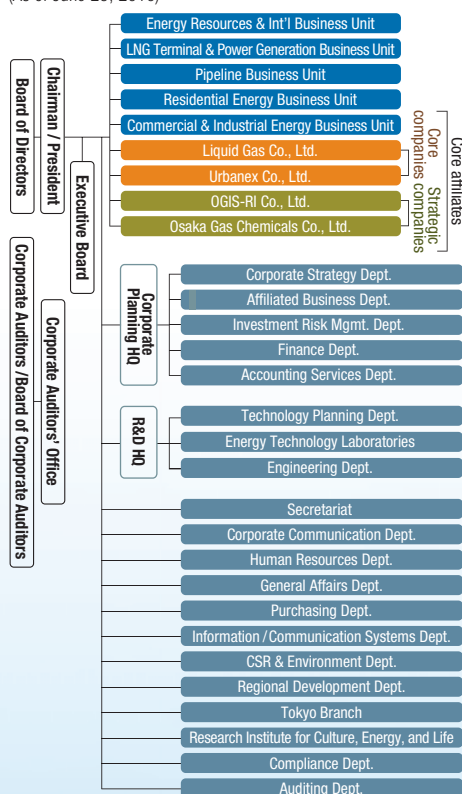 Energy Resources & Int'l Business Unit
LNG Terminal & Power Generation Business Unit
Pipeline Business Unit
Residential Energy Business Unit
Commercial & Industrial Energy Business Unit
Liquid Gas Co., Ltd.
Urbanex Co., Ltd.
OGIS-RI Co., Ltd.
Osaka Gas Chemicals Co., Ltd.
Core
companies
Strategic
companies
Core affiliates
Board of Directors
Chairman / President
Executive Board
Corporate Auditors /Board of Corporate Auditors
Corporate Auditors' Office
Corporate
Planning HQ
Corporate Strategy Dept.
Affiliated Business Dept.
Investment Risk Mgmt. Dept.
Finance Dept.
Accounting Services Dept.
R&D HQ
Technology Planning Dept.
Energy Technology Laboratories
Engineering Dept.
Secretariat
Corporate Communication Dept.
Human Resources Dept.
General Affairs Dept.
Purchasing Dept.
Information /Communication Systems Dept.
CSR & Environment Dept.
Regional Development Dept.
Tokyo Branch
Research Institute for Culture, Energy, and Life
Compliance Dept.
Auditing Dept.